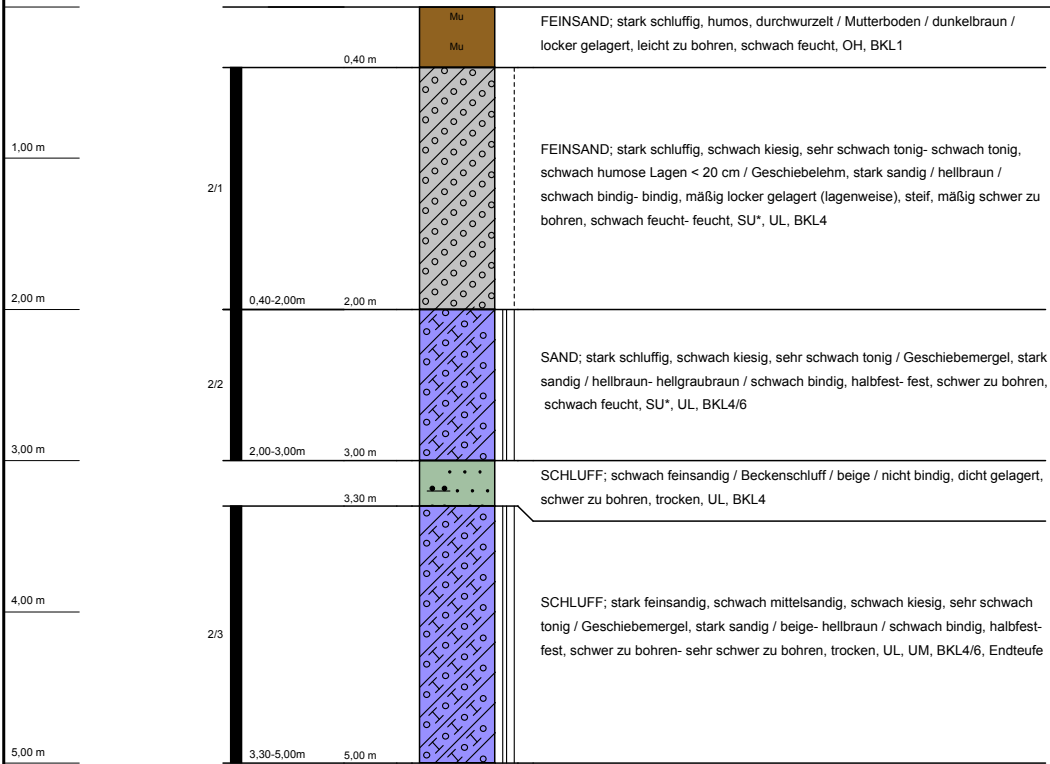 Mu
Mu
FEINSAND; stark schluffig, humos, durchwurzelt / Mutterboden / dunkelbraun /
locker gelagert, leicht zu bohren, schwach feucht, OH, BKL1
0,40 m
1,00 m
2/1
FEINSAND; stark schluffig, schwach kiesig, sehr schwach tonig- schwach tonig,
schwach humose Lagen < 20 cm / Geschiebelehm, stark sandig / hellbraun /
schwach bindig- bindig, mäßig locker gelagert (lagenweise), steif, mäßig schwer zu
bohren, schwach feucht- feucht, SU*, UL, BKL4
2,00 m
0,40-2,00m
2,00 m
2/2
SAND; stark schluffig, schwach kiesig, sehr schwach tonig / Geschiebemergel, stark
sandig / hellbraun- hellgraubraun / schwach bindig, halbfest- fest, schwer zu bohren,
schwach feucht, SU*, UL, BKL4/6
3,00 m
2,00-3,00m
3,00 m
SCHLUFF; schwach feinsandig / Beckenschluff / beige / nicht bindig, dicht gelagert,
schwer zu bohren, trocken, UL, BKL4
3,30 m
4,00 m
2/3
SCHLUFF; stark feinsandig, schwach mittelsandig, schwach kiesig, sehr schwach
tonig / Geschiebemergel, stark sandig / beige- hellbraun / schwach bindig, halbfest-
fest, schwer zu bohren- sehr schwer zu bohren, trocken, UL, UM, BKL4/6, Endteufe
5,00 m
3,30-5,00m
5,00 m